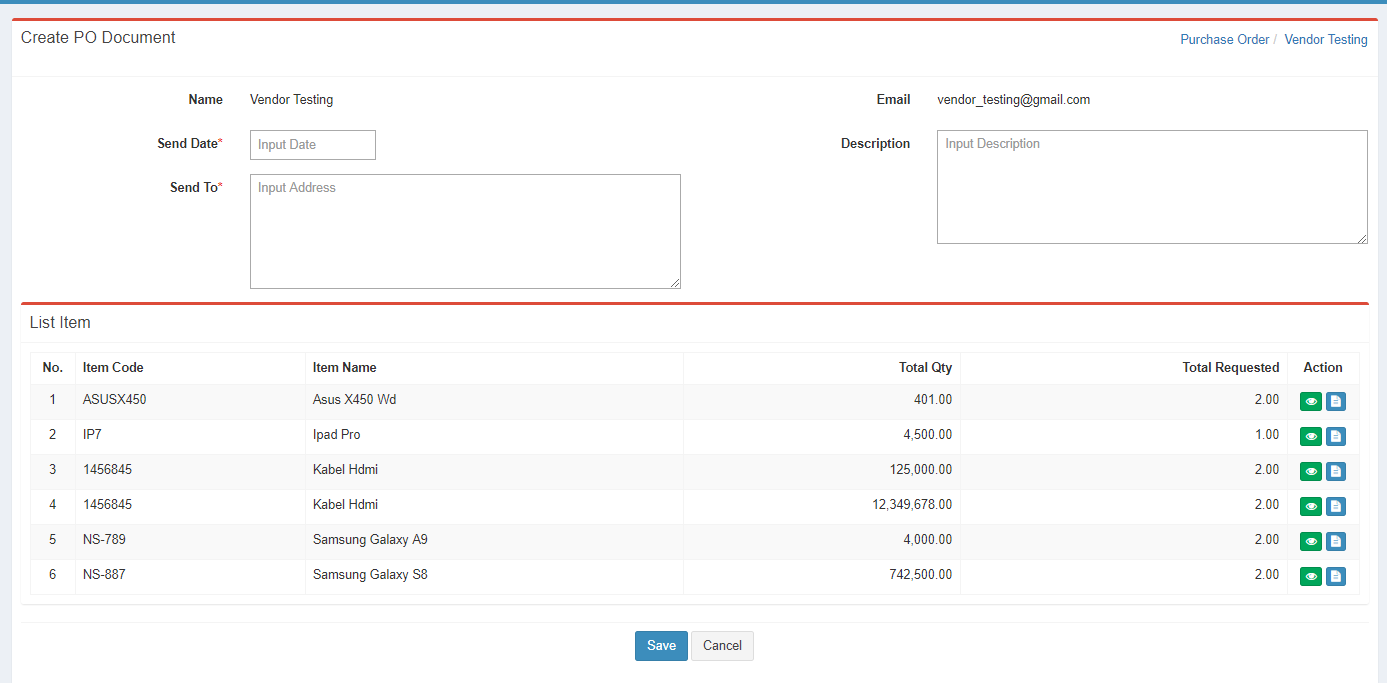 Create PO Document
Purchase Order / Vendor Testing
Name Vendor Testing Email vendor_testing@gmail.com
Send Date* Input Date Description Input Description
Send To* Input Address
List Item
No. Item Code Item Name Total Qty Total Requested Action
1 ASUSX450 Asus X450 Wd 401.00 2.00
2 IP7 Ipad Pro 4,500.00 1.00
3 1456845 Kabel Hdmi 125,000.00 2.00
4 1456845 Kabel Hdmi 12,349,678.00 2.00
5 NS-789 Samsung Galaxy A9 4,000.00 2.00
6 NS-887 Samsung Galaxy S8 742,500.00 2.00
Save Cancel